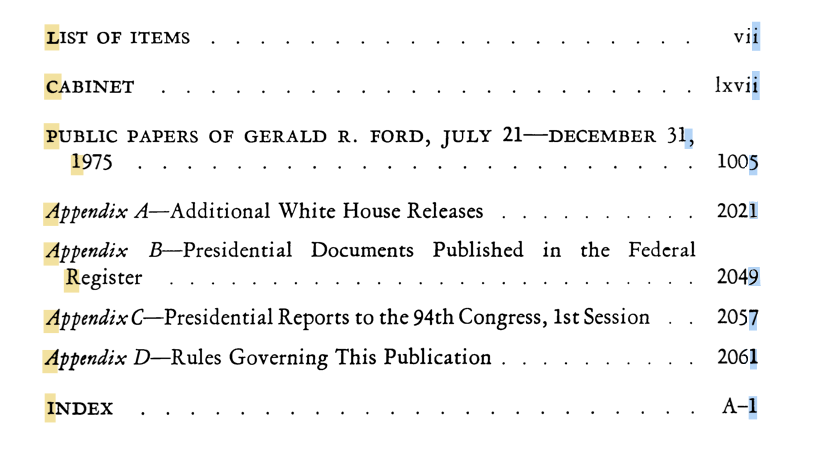 LIST OF ITEMS . . . . . . . . . . . . . . . . . . . . vii
CABINET . . . . . . . . . . . . . . . . . . . . . . lxvii
PUBLIC PAPERS OF GERALD R. FORD, JULY 21—DECEMBER 31,
1975 . . . . . . . . . . . . . . . . . . . . . . . 1005
Appendix A—Additional White House Releases . . . . . . . . . . 2021
Appendix B—Presidential Documents Published in the Federal
Register . . . . . . . . . . . . . . . . . . . . . . 2049
Appendix C—Presidential Reports to the 94th Congress, 1st Session . . 2057
Appendix D—Rules Governing This Publication . . . . . . . . . . 2061
INDEX . . . . . . . . . . . . . . . . . . . . . . . A–1